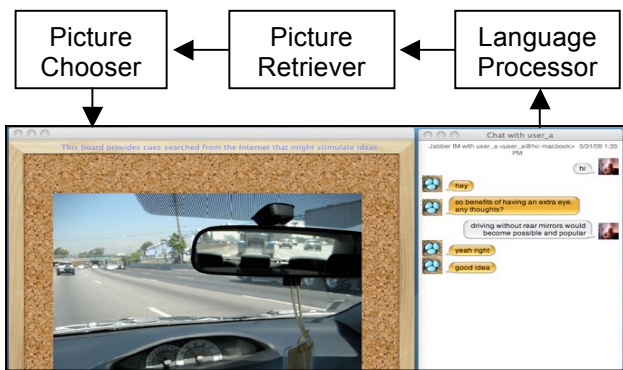 Picture
Chooser
Picture
Retriever
Language
Processor
This board provides cues searched from the Internet that might stimulate ideas
Chat with user_a
Jabber IM with user_a <user_a@hc-macbook> 5/31/09 1:35
PM
hi
hey
so benefits of having an extra eye,
any thoughts?
driving without rear mirrors would
become possible and popular
yeah right
good idea